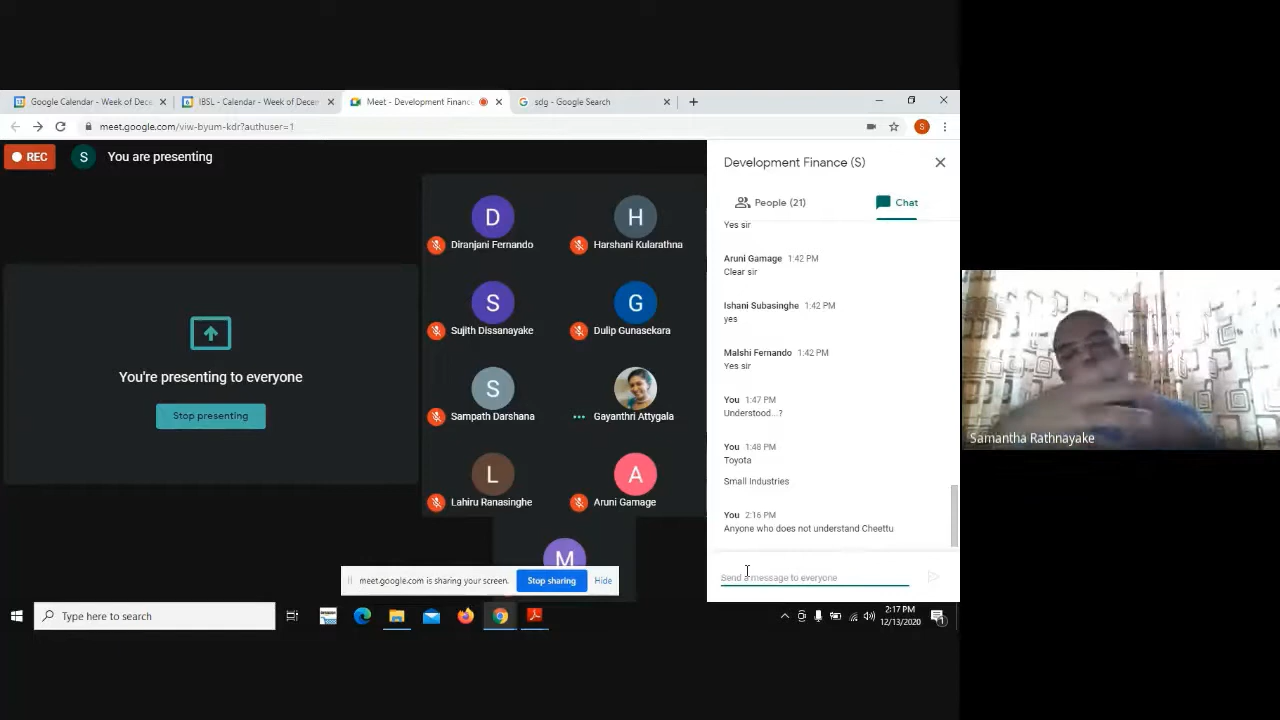 Google Calendar - Week of Dece
IBSL - Calendar - Week of Decem
Meet - Development Finance
sdg - Google Search
meet.google.com/viw-byum-kdr?authuser=1
S
REC
S
You are presenting
Development Finance (S)
People (21)
Chat
Yes sir
Aruni Gamage 1:42 PM
Clear sir
Ishani Subasinghe 1:42 PM
yes
Malshi Fernando 1:42 PM
Yes sir
You 1:47 PM
Understood...?
You 1:48 PM
Toyota
Small Industries
You 2:16 PM
Anyone who does not understand Cheettu
Send a message to everyone
You're presenting to everyone
Stop presenting
D
Diranjani Fernando
H
Harshani Kularathna
S
Sujith Dissanayake
G
Dulip Gunasekara
S
Sampath Darshana
Gayanthri Attygala
L
Lahiru Ranasinghe
A
Aruni Gamage
M
meet.google.com is sharing your screen.
Stop sharing
Hide
Type here to search
2:17 PM
12/13/2020
Samantha Rathnayake